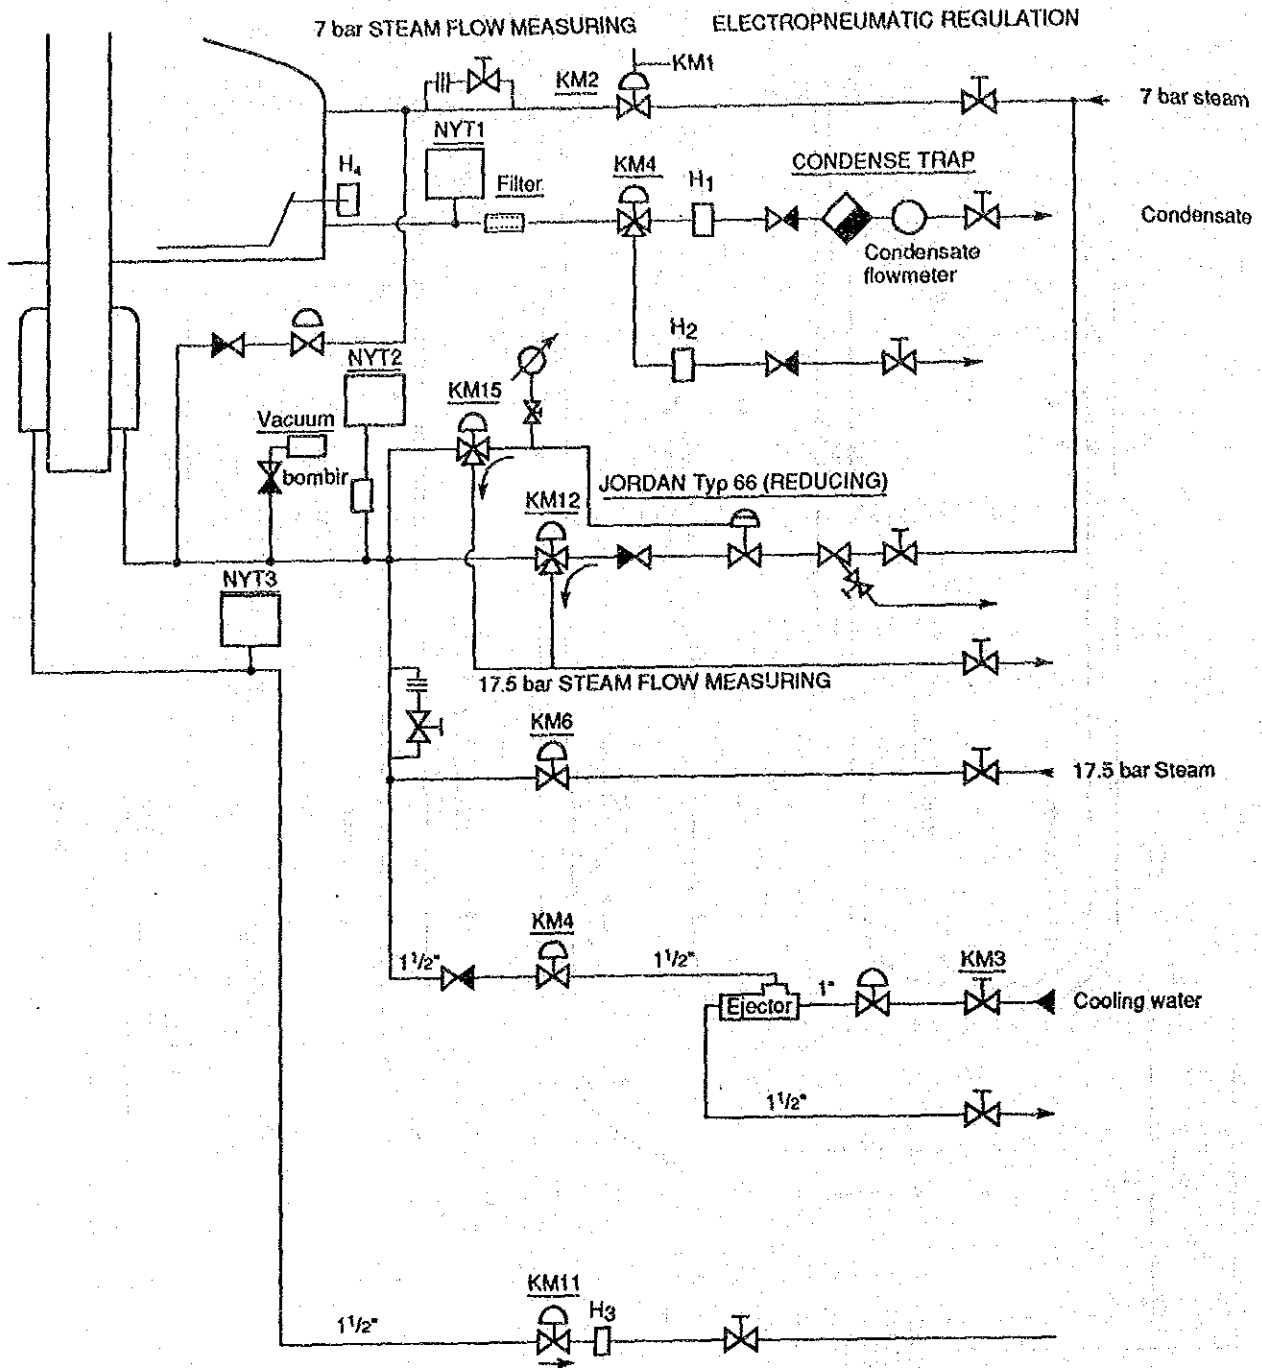 7 bar STEAM FLOW MEASURING
ELECTROPNEUMATIC REGULATION
KM1
KM2
7 bar steam
NYT1
H4
Filter
KM4
H1
CONDENSE TRAP
Condensate
Condensate
flowmeter
H2
NYT2
KM15
Vacuum
bombir
JORDAN Typ 66 (REDUCING)
KM12
NYT3
17.5 bar STEAM FLOW MEASURING
KM6
17.5 bar Steam
KM4
1 1/2"
1 1/2"
KM3
Ejector
1"
Cooling water
1 1/2"
KM11
H3
1 1/2"